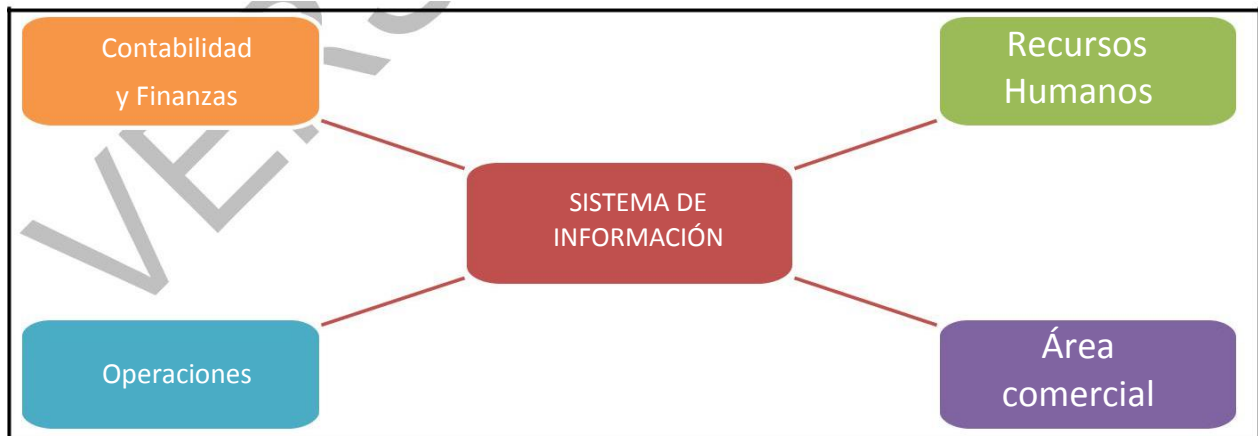 Contabilidad
y Finanzas
Recursos
Humanos
SISTEMA DE
INFORMACIÓN
Operaciones
Área
comercial